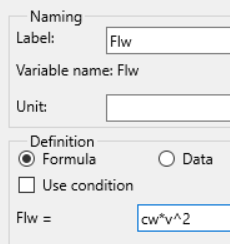 Naming
Label: Flw
Variable name: Flw
Unit:
Definition
Formula Data
Use condition
Flw = cw*v^2